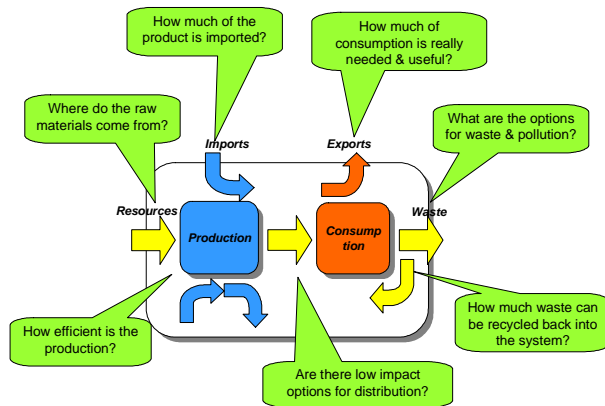 How much of the
product is imported?
How much of
consumption is really
needed & useful?
Where do the raw
materials come from?
What are the options
for waste & pollution?
Imports
Exports
Resources
Waste
Production
Consump
tion
How efficient is the
production?
How much waste can
be recycled back into
the system?
Are there low impact
options for distribution?